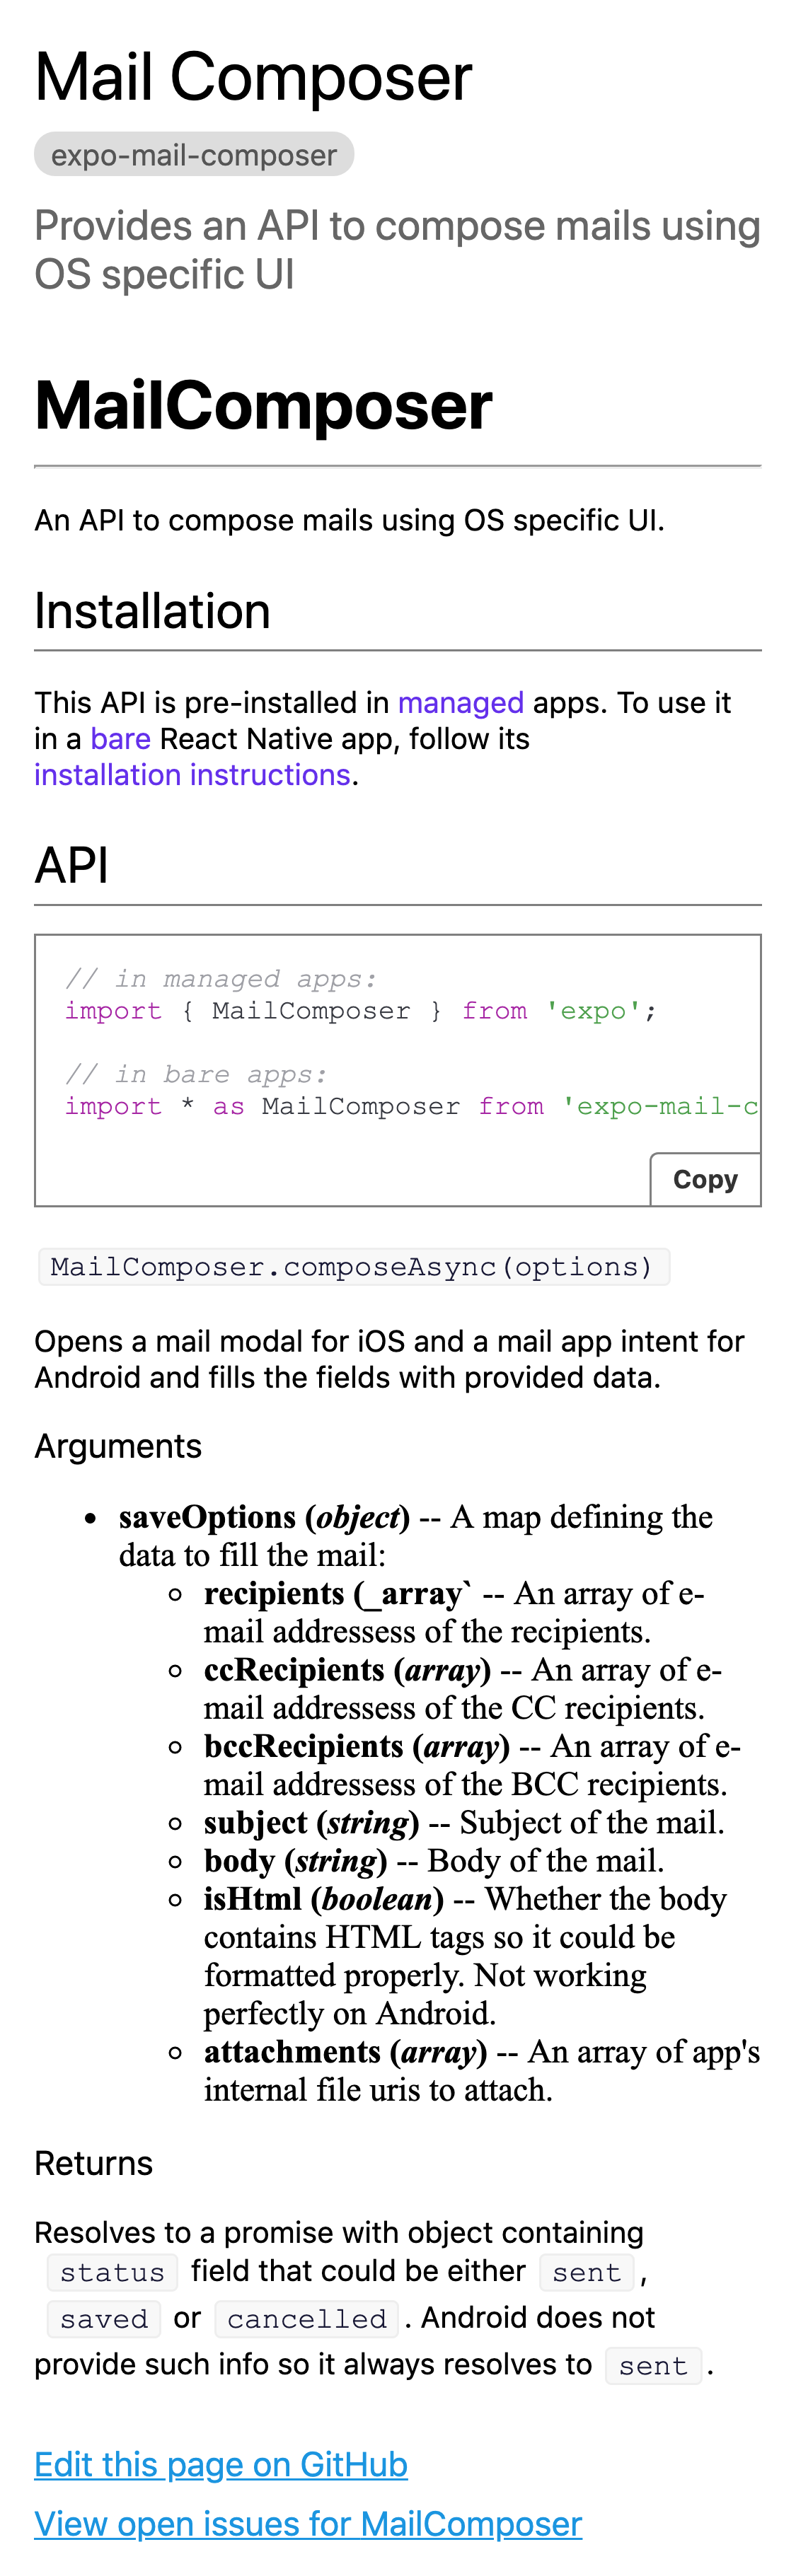 Mail Composer
expo-mail-composer
Provides an API to compose mails using
OS specific UI
MailComposer
An API to compose mails using OS specific UI.
Installation
This API is pre-installed in managed apps. To use it
in a bare React Native app, follow its
installation instructions.
API
// in managed apps:
import { MailComposer } from 'expo';
// in bare apps:
import * as MailComposer from 'expo-mail-c
Copy
MailComposer.composeAsync(options)
Opens a mail modal for iOS and a mail app intent for
Android and fills the fields with provided data.
Arguments
• saveOptions (object) -- A map defining the
data to fill the mail:
◦ recipients (_array` -- An array of e-
mail addressess of the recipients.
◦ ccRecipients (array) -- An array of e-
mail addressess of the CC recipients.
◦ bccRecipients (array) -- An array of e-
mail addressess of the BCC recipients.
◦ subject (string) -- Subject of the mail.
◦ body (string) -- Body of the mail.
◦ isHtml (boolean) -- Whether the body
contains HTML tags so it could be
formatted properly. Not working
perfectly on Android.
◦ attachments (array) -- An array of app's
internal file uris to attach.
Returns
Resolves to a promise with object containing
status field that could be either sent ,
saved or cancelled . Android does not
provide such info so it always resolves to sent .
Edit this page on GitHub
View open issues for MailComposer